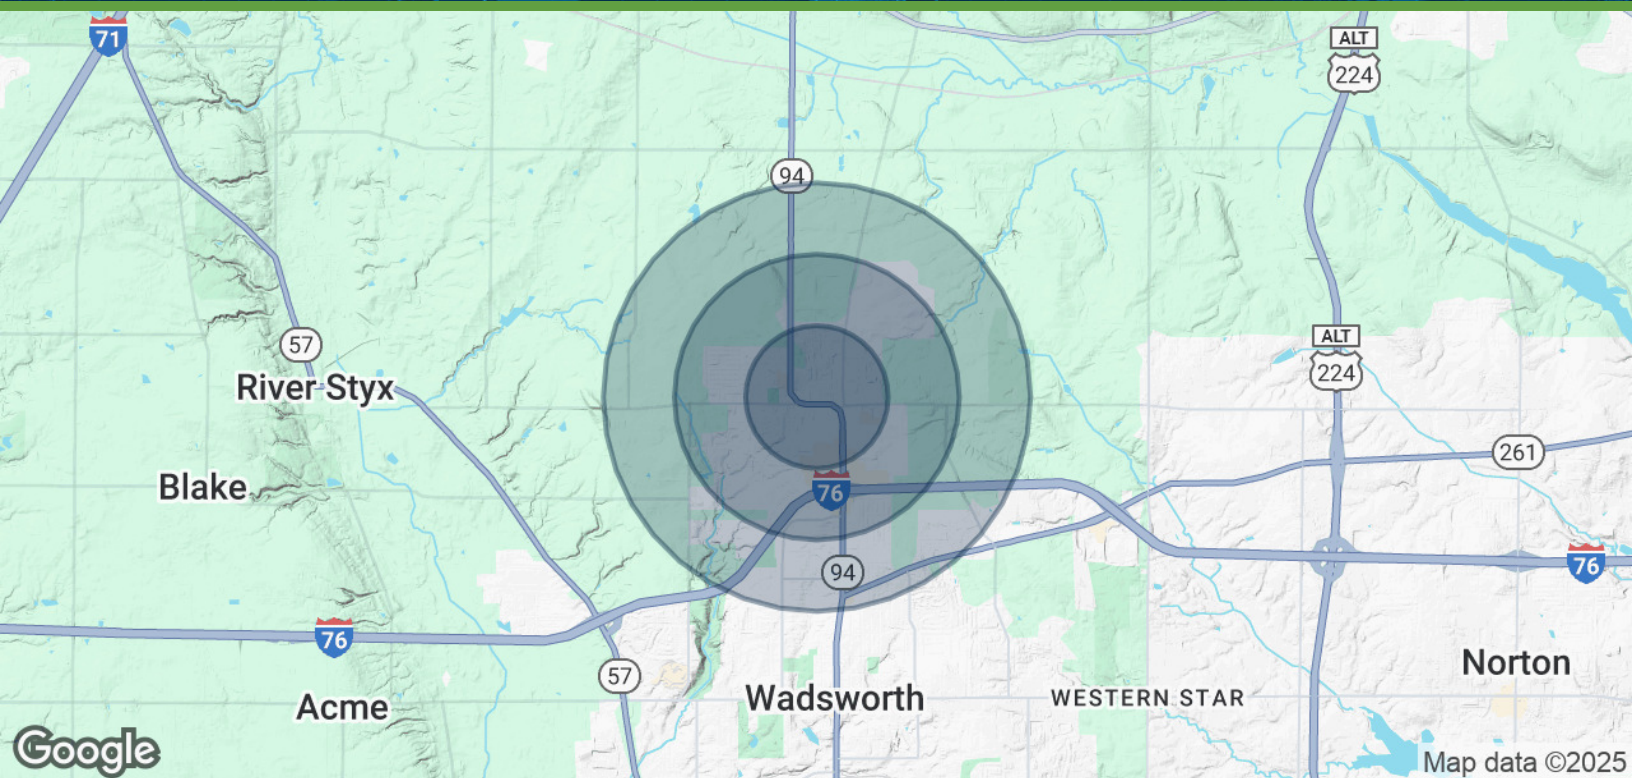 71
ALT
224
94
57
River Styx
ALT
224
261
Blake
76
94
76
76
57
Acme
Wadsworth
WESTERN STAR
Norton
Google
Map data ©2025